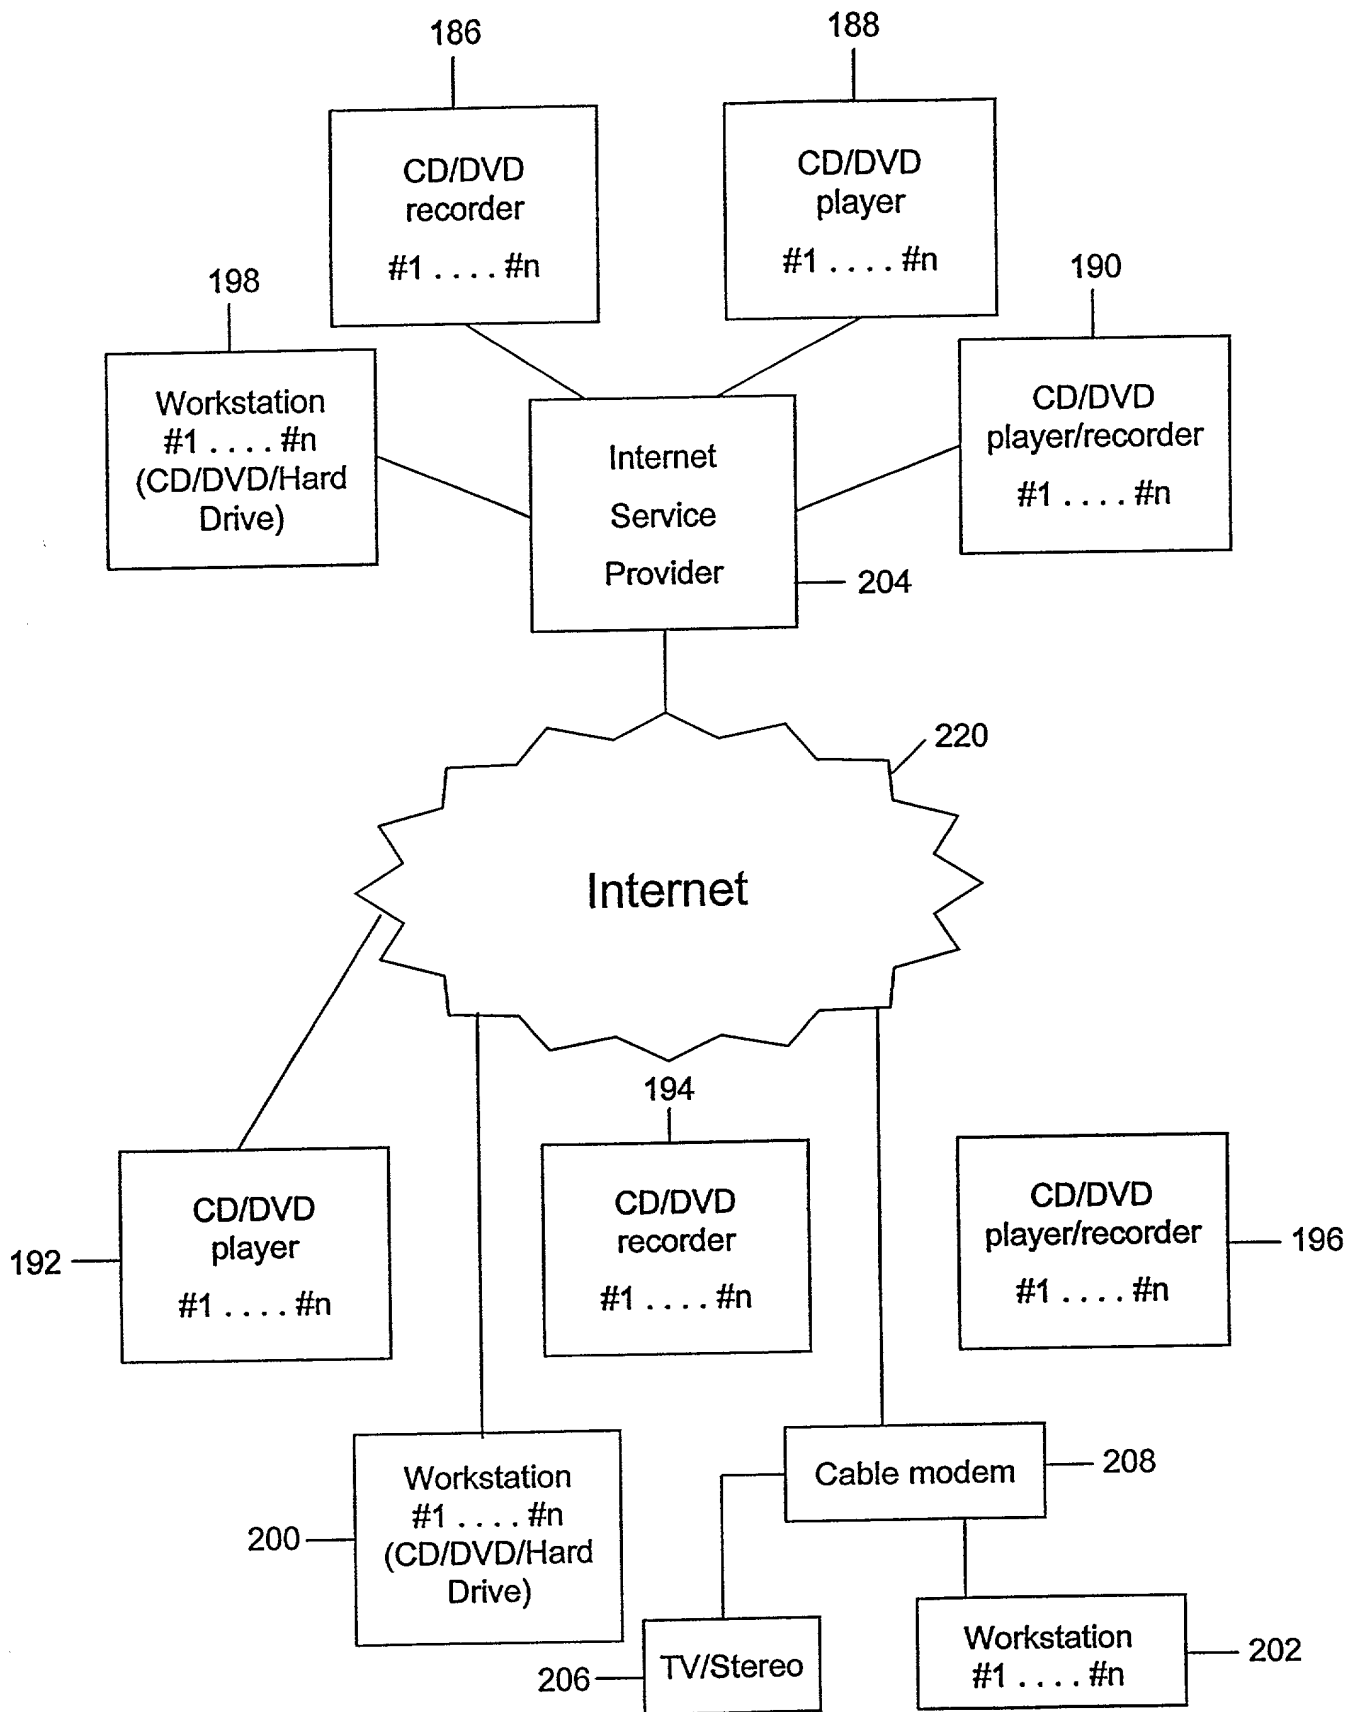 186
188
CD/DVD
recorder
#1 . . . . #n
CD/DVD
player
#1 . . . . #n
198
190
Workstation
#1 . . . . #n
(CD/DVD/Hard
Drive)
Internet
Service
Provider
204
CD/DVD
player/recorder
#1 . . . . #n
220
Internet
194
CD/DVD
player
#1 . . . . #n
192
CD/DVD
recorder
#1 . . . . #n
CD/DVD
player/recorder
#1 . . . . #n
196
Workstation
#1 . . . . #n
(CD/DVD/Hard
Drive)
200
Cable modem
208
TV/Stereo
206
Workstation
#1 . . . . #n
202